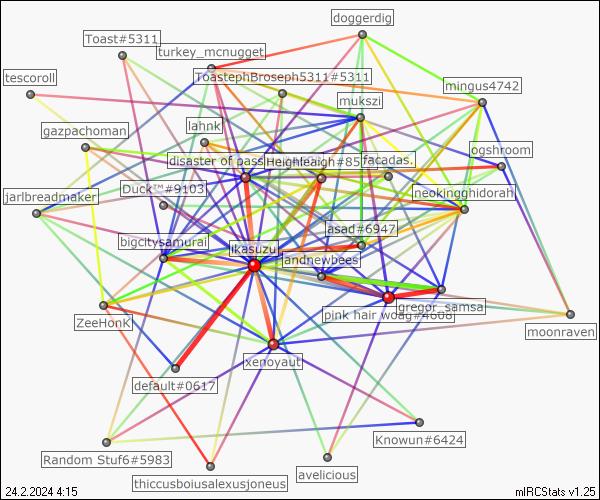 doggerdig
Toast#5311
turkey_mcnugget
tescoroll
ToastephBroseph5311#5311
mingus4742
mukszi
gazpachoman
lahnk
ogshroom
disaster of pass
Heighleagh#85
facadas.
Duck™#9103
jarlbreadmaker
neokingghidorah
asad#6947
bigcitysamurai
ikasuzu
andnewbees
gregor_samsa
pink hair woag#4668
ZeeHonk
moonraven
xenoyaut
default#0617
Knowun#6424
Random Stuf6#5983
avelicious
thiccusboiusalexusjoneus
24.2.2024 4:15
mIRCStats v1.25